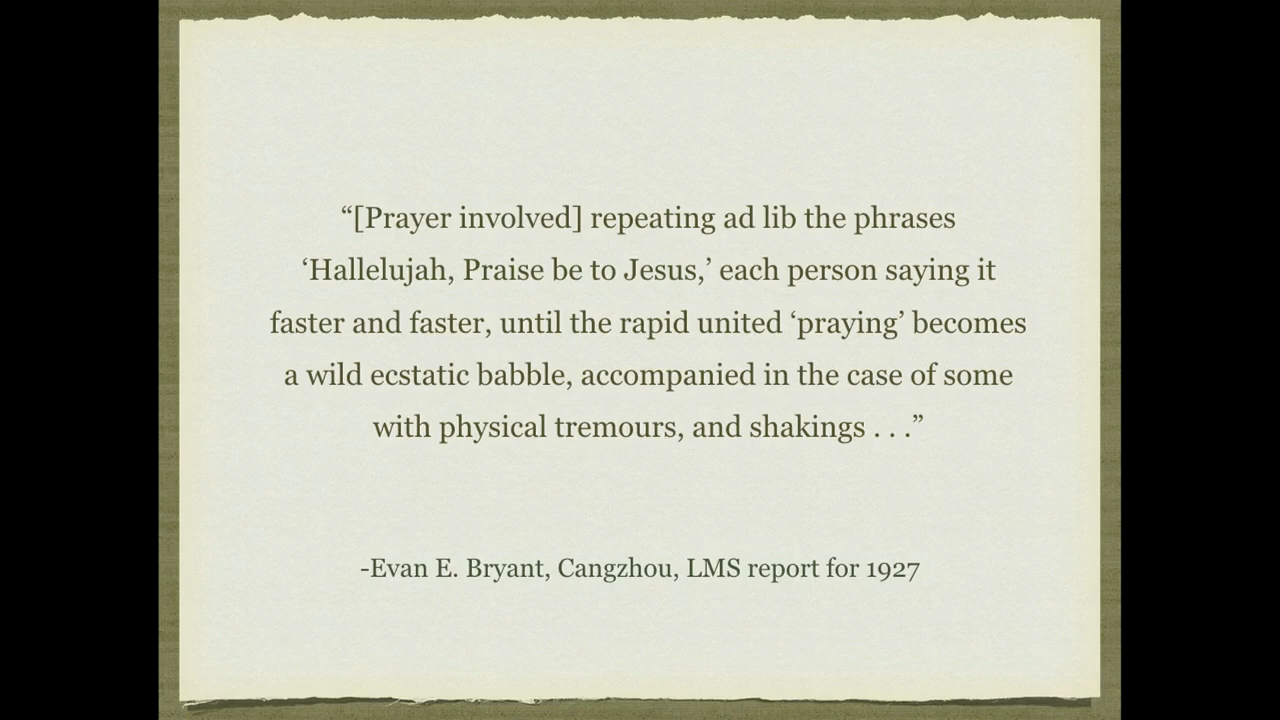 “[Prayer involved] repeating ad lib the phrases
‘Hallelujah, Praise be to Jesus,’ each person saying it
faster and faster, until the rapid united ‘praying’ becomes
a wild ecstatic babble, accompanied in the case of some
with physical tremours, and shakings . . .”
-Evan E. Bryant, Cangzhou, LMS report for 1927